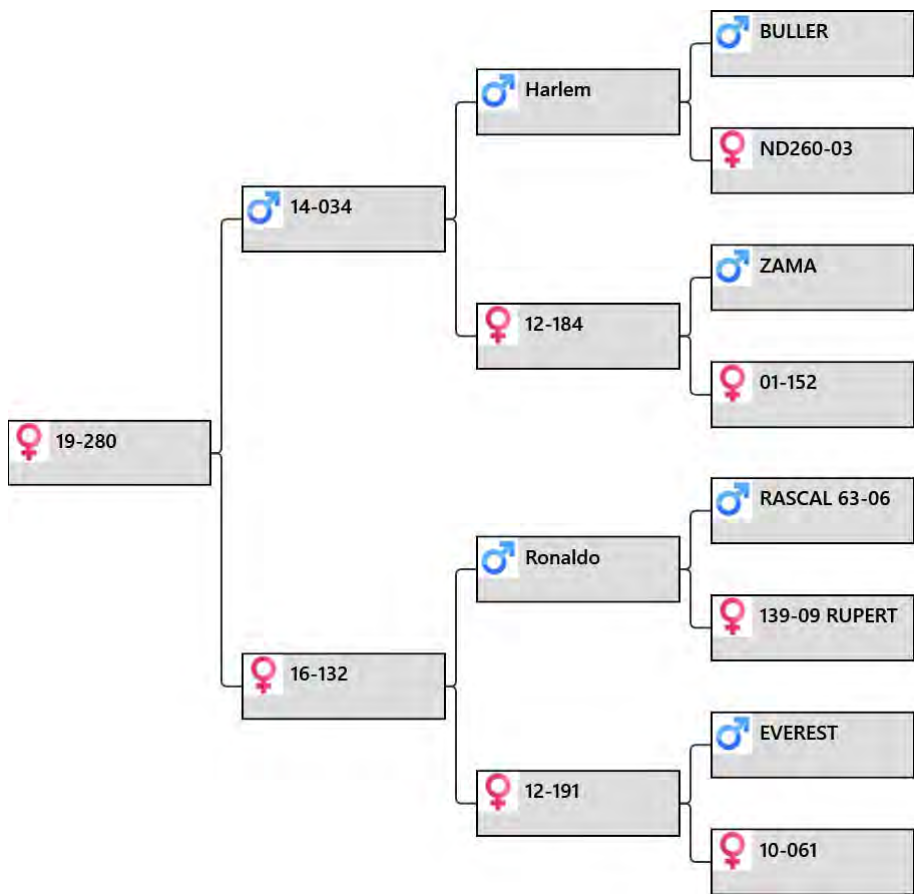 BULLER
Harlem
ND260-03
14-034
ZAMA
12-184
01-152
19-280
RASCAL 63-06
Ronaldo
139-09 RUPERT
16-132
EVEREST
12-191
10-061